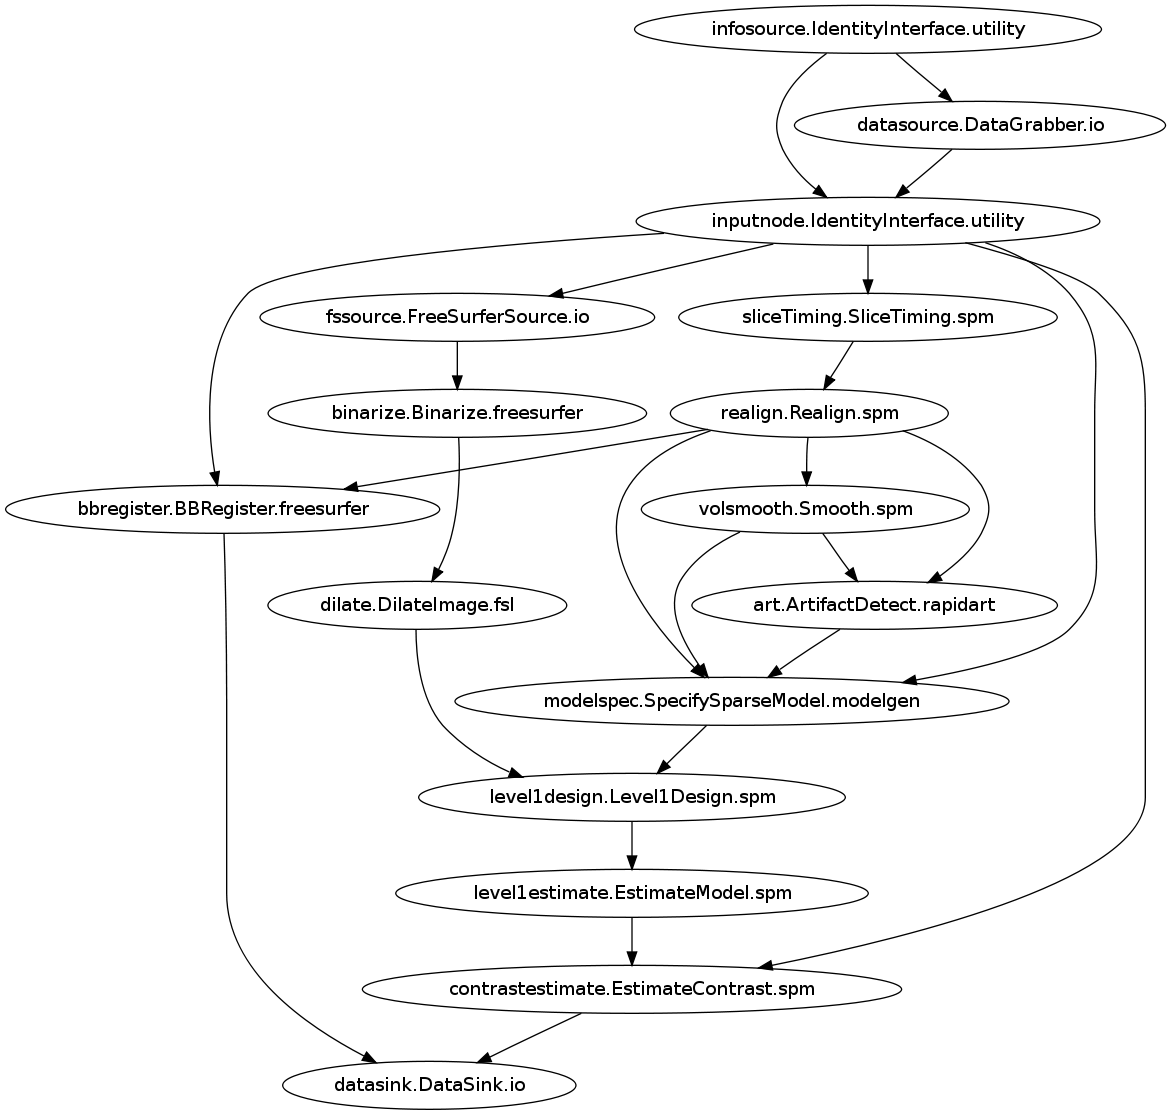 infosource.IdentityInterface.utility
datasource.DataGrabber.io
inputnode.IdentityInterface.utility
fssource.FreeSurferSource.io
sliceTiming.SliceTiming.spm
binarize.Binarize.freesurfer
realign.Realign.spm
bbregister.BBRegister.freesurfer
volsmooth.Smooth.spm
dilate.DilateImage.fsl
art.ArtifactDetect.rapidart
modelspec.SpecifySparseModel.modelgen
level1design.Level1Design.spm
level1estimate.EstimateModel.spm
contrastestimate.EstimateContrast.spm
datasink.DataSink.io